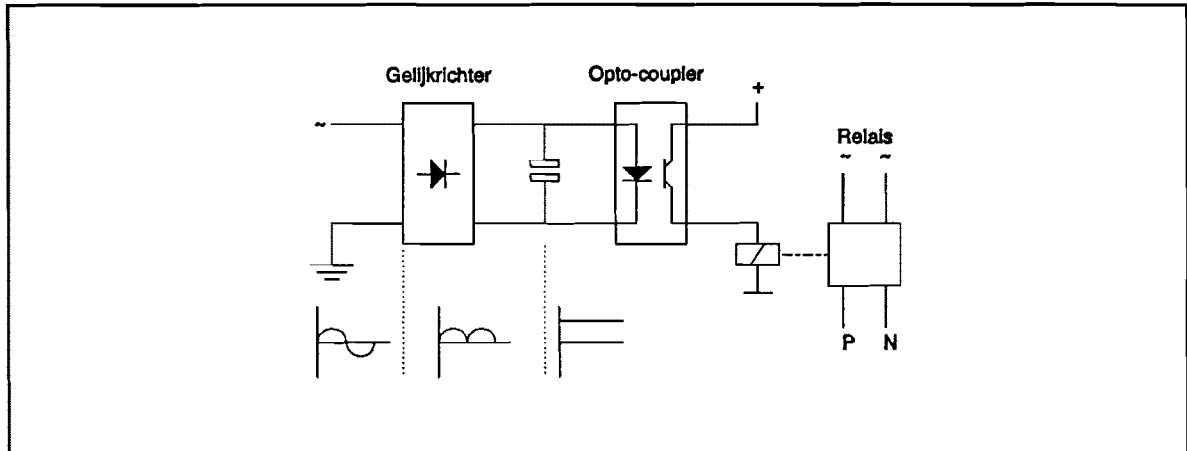 Gelijkrichter
Opto-coupler
+
~
Relais
~ ~
P N